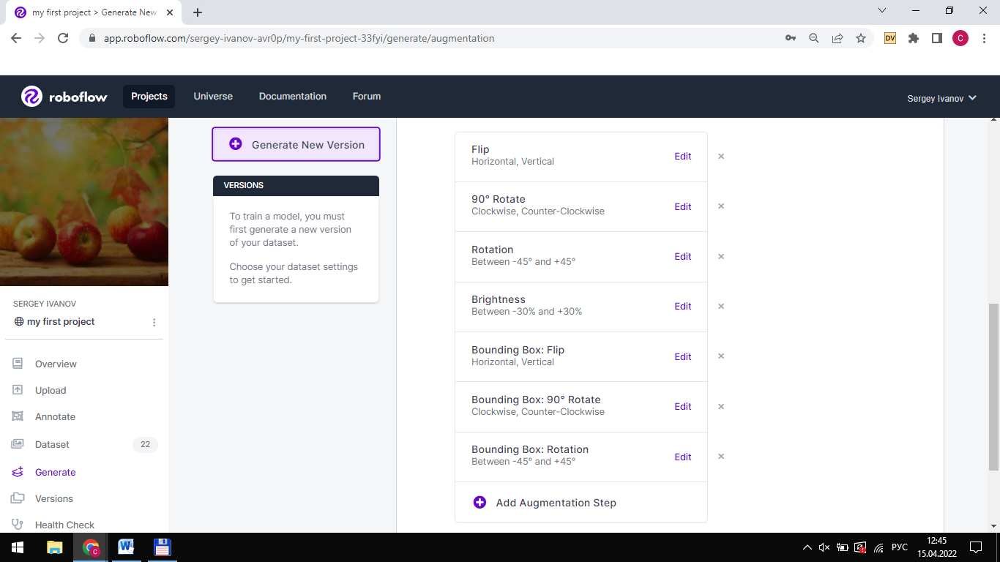 my first project > Generate New
app.roboflow.com/sergey-ivanov-avr0p/my-first-project-33fyi/generate/augmentation
DV
C
roboflow
Projects
Universe
Documentation
Forum
Sergey Ivanov
SERGEY IVANOV
my first project
Overview
Upload
Annotate
Dataset
22
Generate
Versions
Health Check
Generate New Version
VERSIONS
To train a model, you must
first generate a new version
of your dataset.
Choose your dataset settings
to get started.
Flip
Horizontal, Vertical
Edit
90° Rotate
Clockwise, Counter-Clockwise
Edit
Rotation
Between -45° and +45°
Edit
Brightness
Between -30% and +30%
Edit
Bounding Box: Flip
Horizontal, Vertical
Edit
Bounding Box: 90° Rotate
Clockwise, Counter-Clockwise
Edit
Bounding Box: Rotation
Between -45° and +45°
Edit
Add Augmentation Step
C
W
РУС
12:45
15.04.2022